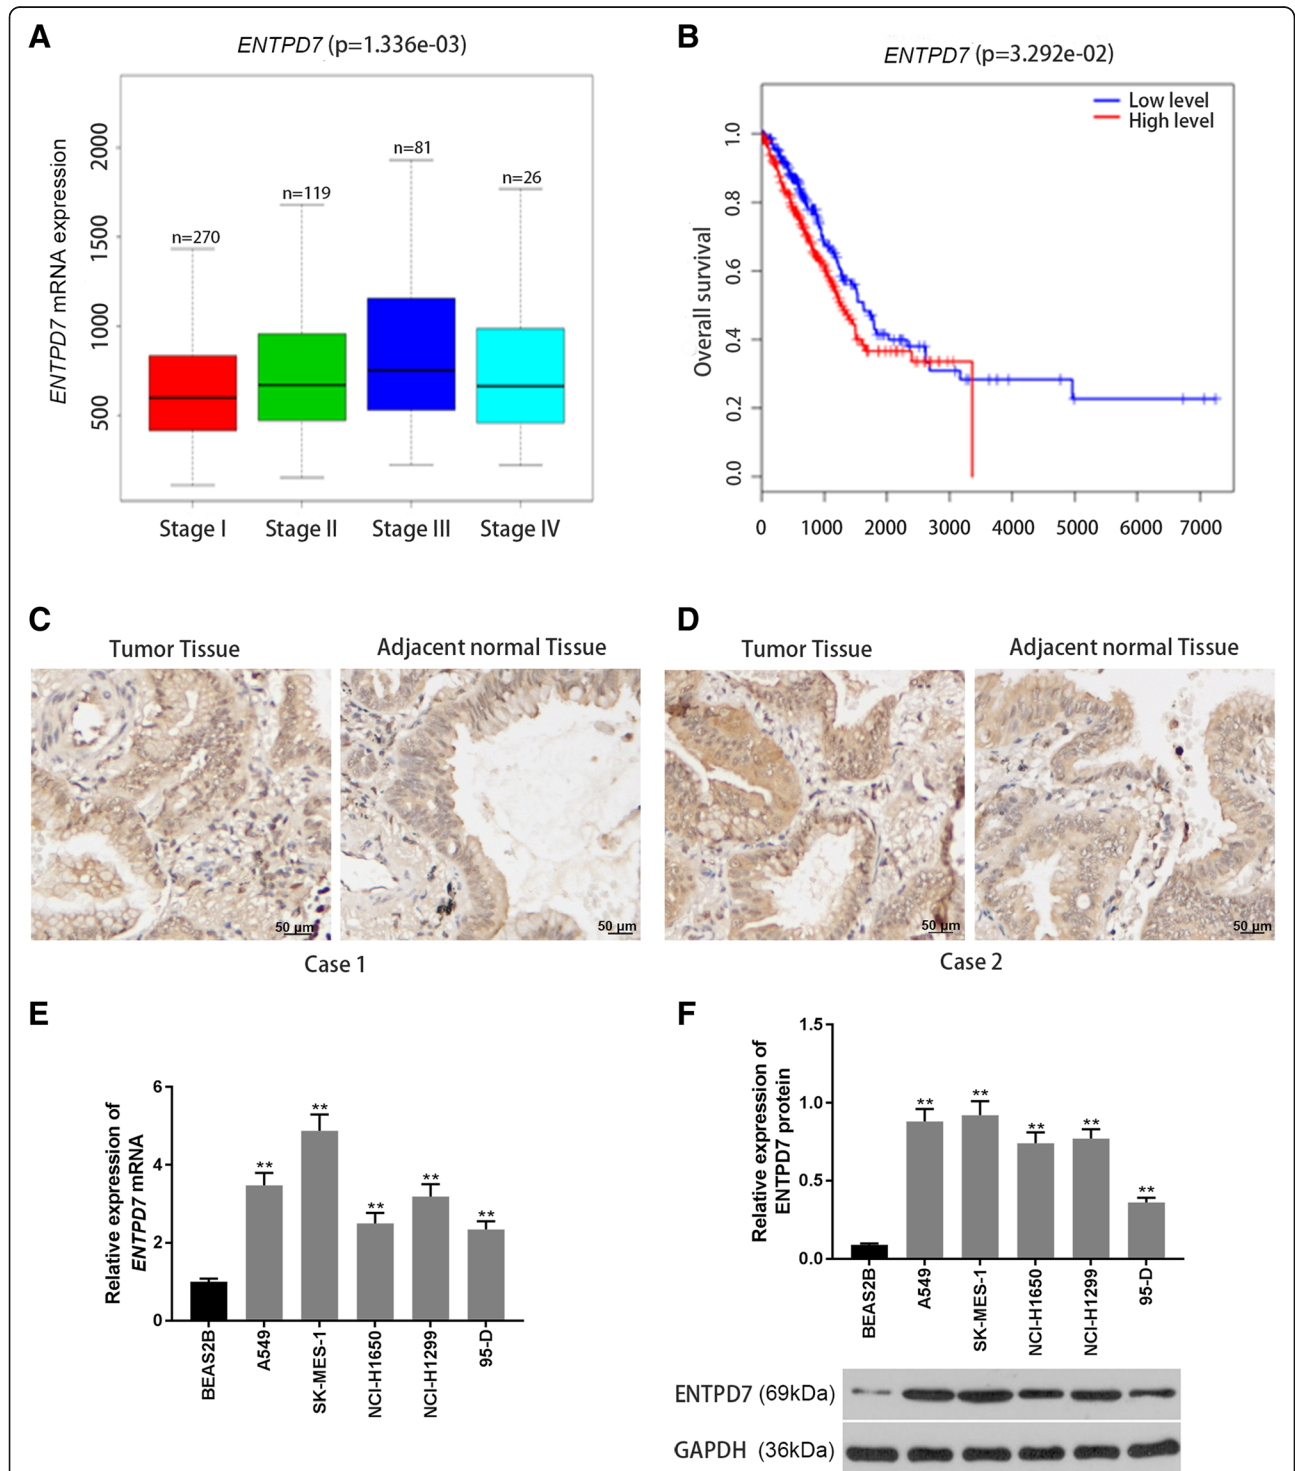 A
ENTPD7 (p=1.336e-03)
ENTPD7 mRNA expression
2000
1500
1000
500
n=270
n=119
n=81
n=26
Stage I
Stage II
Stage III
Stage IV
B
ENTPD7 (p=3.292e-02)
Low level
High level
Overall survival
1.0
0.8
0.6
0.4
0.2
0.0
0
1000
2000
3000
4000
5000
6000
7000
C
Tumor Tissue
Adjacent normal Tissue
50 µm
50 µm
Case 1
D
Tumor Tissue
Adjacent normal Tissue
50 µm
50 µm
Case 2
E
Relative expression of
ENTPD7 mRNA
6
4
2
0
**
**
**
**
**
BEAS2B
A549
SK-MES-1
NCI-H1650
NCI-H1299
95-D
F
Relative expression of
ENTPD7 protein
1.5
1.0
0.5
0.0
**
**
**
**
**
BEAS2B
A549
SK-MES-1
NCI-H1650
NCI-H1299
95-D
ENTPD7 (69kDa)
GAPDH (36kDa)